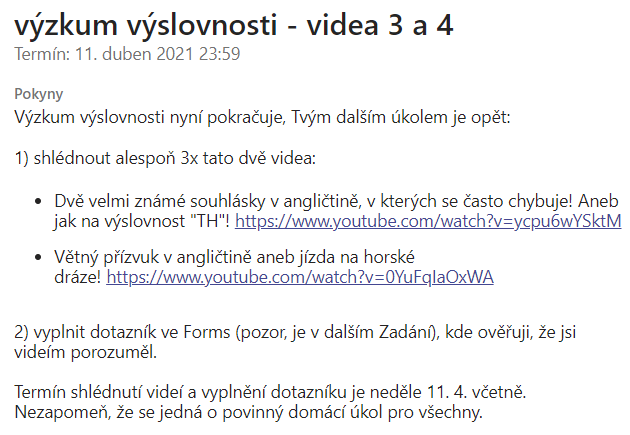 výzkum výslovnosti - videa 3 a 4
Termín: 11. duben 2021 23:59
Pokyny
Výzkum výslovnosti nyní pokračuje, Tvým dalším úkolem je opět:
1) shlédnout alespoň 3x tato dvě videa:
• Dvě velmi známé souhlásky v angličtině, v kterých se často chybuje! Aneb
jak na výslovnost "TH"! https://www.youtube.com/watch?v=ycpu6wYSktM
• Větný přízvuk v angličtině aneb jízda na horské
dráze! https://www.youtube.com/watch?v=0YuFqIaOxWA
2) vyplnit dotazník ve Forms (pozor, je v dalším Zadání), kde ověřuji, že jsi
videím porozuměl.
Termín shlédnutí videí a vyplnění dotazníku je neděle 11. 4. včetně.
Nezapomeň, že se jedná o povinný domácí úkol pro všechny.